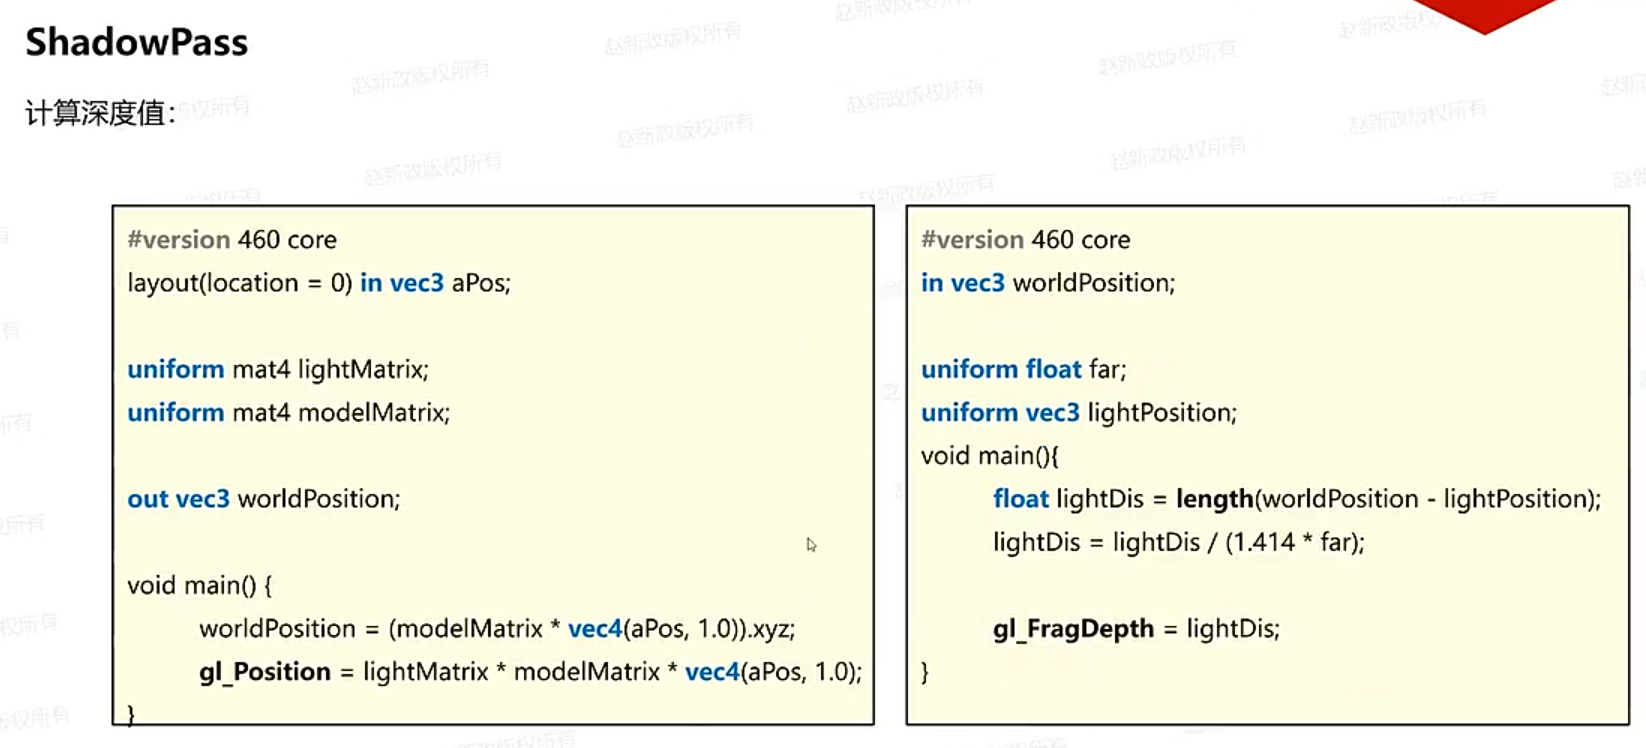 ShadowPass
计算深度值：
#version 460 core
layout(location = 0) in vec3 aPos;
uniform mat4 lightMatrix;
uniform mat4 modelMatrix;
out vec3 worldPosition;
void main() {
worldPosition = (modelMatrix * vec4(aPos, 1.0)).xyz;
gl_Position = lightMatrix * modelMatrix * vec4(aPos, 1.0);
}
#version 460 core
in vec3 worldPosition;
uniform float far;
uniform vec3 lightPosition;
void main(){
float lightDis = length(worldPosition - lightPosition);
lightDis = lightDis / (1.414 * far);
gl_FragDepth = lightDis;
}
赵新政版权所有